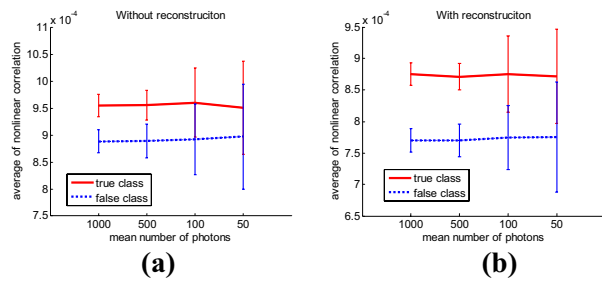 Without reconstruciton
x 10⁻⁴
11
10.5
10
9.5
9
8.5
8
7.5
average of nonlinear correlation
true class
false class
1000 500 100 50
mean number of photons
(a)
With reconstruciton
x 10⁻⁴
9.5
9
8.5
8
7.5
7
6.5
average of nonlinear correlation
true class
false class
1000 500 100 50
mean number of photons
(b)